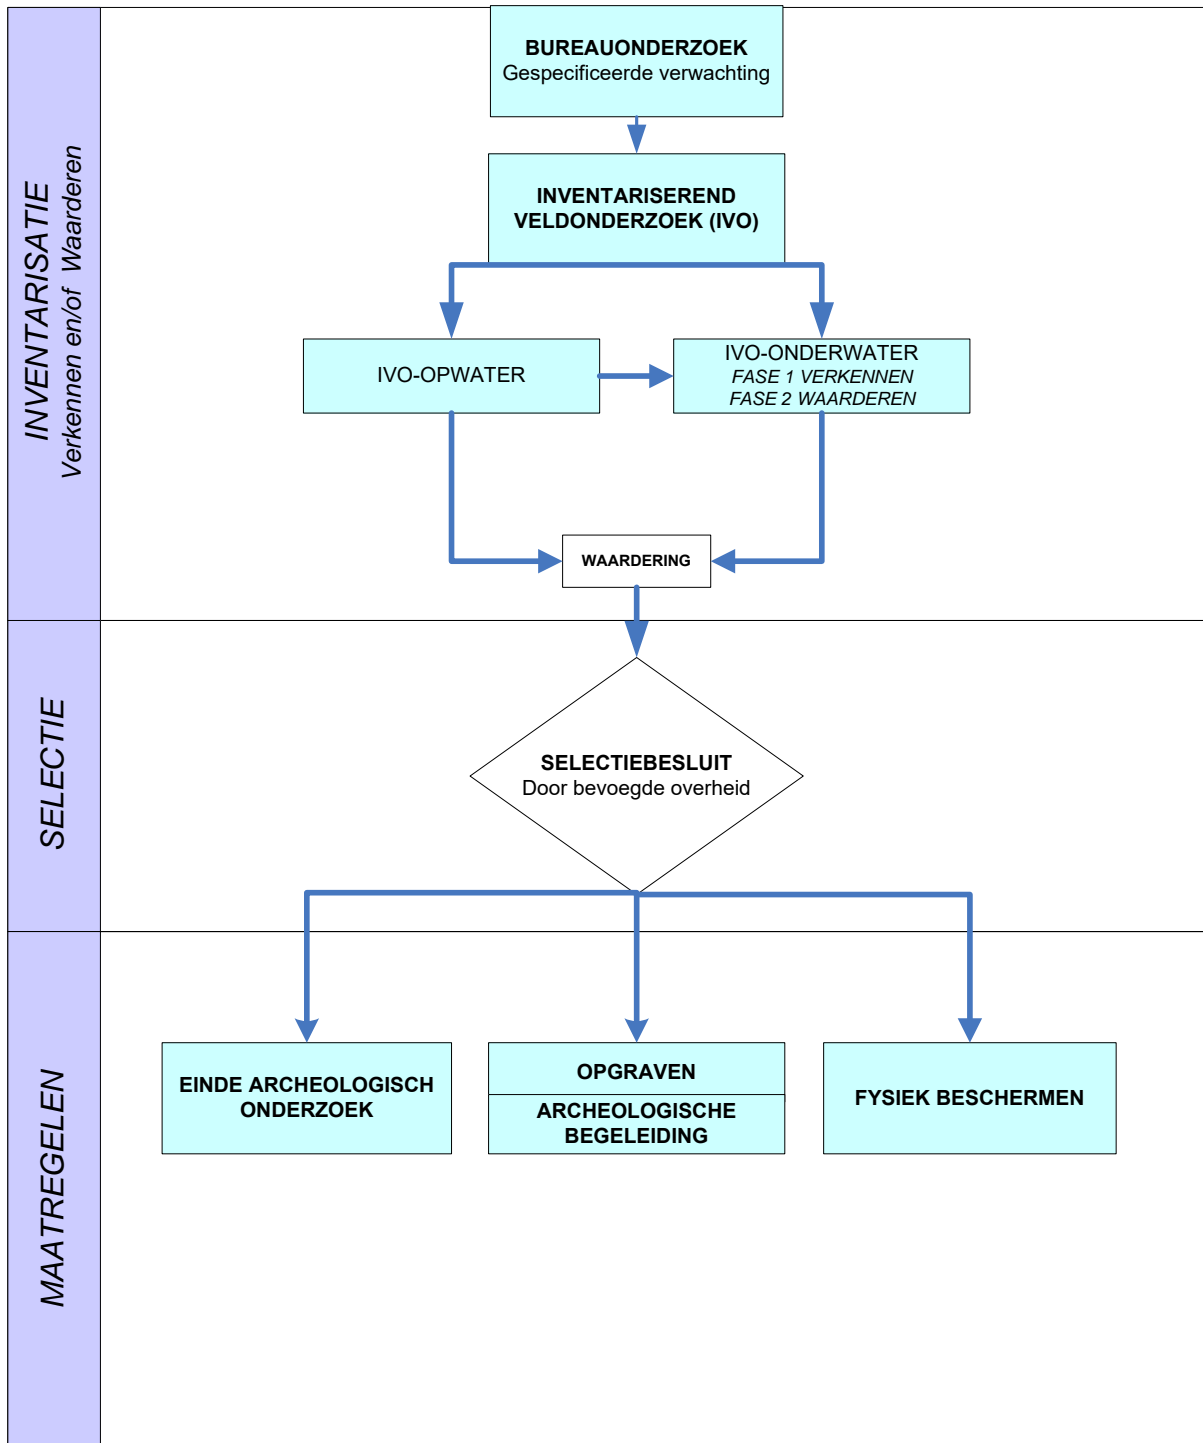 INVENTARISATIE
Verkennen en/of Waarderen
BUREAUONDERZOEK
Gespecificeerde verwachting
INVENTARISEREND
VELDONDERZOEK (IVO)
IVO-OPWATER
IVO-ONDERWATER
FASE 1 VERKENNEN
FASE 2 WAARDEREN
WAARDERING
SELECTIE
SELECTIEBESLUIT
Door bevoegde overheid
MAATREGELEN
EINDE ARCHEOLOGISCH
ONDERZOEK
OPGRAVEN
ARCHEOLOGISCHE
BEGELEIDING
FYSIEK BESCHERMEN